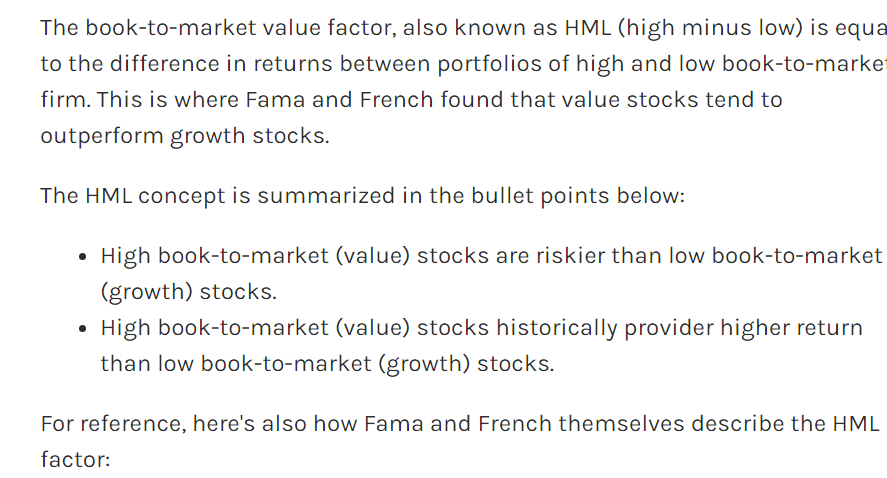 The book-to-market value factor, also known as HML (high minus low) is equa
to the difference in returns between portfolios of high and low book-to-market
firm. This is where Fama and French found that value stocks tend to
outperform growth stocks.
The HML concept is summarized in the bullet points below:
• High book-to-market (value) stocks are riskier than low book-to-market
(growth) stocks.
• High book-to-market (value) stocks historically provider higher return
than low book-to-market (growth) stocks.
For reference, here's also how Fama and French themselves describe the HML
factor: